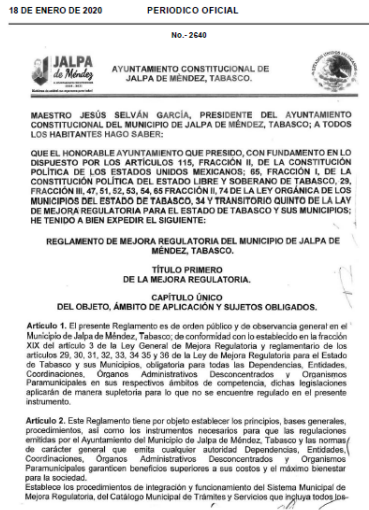 18 DE ENERO DE 2020 PERIODICO OFICIAL
No.- 2640
JALPA
de Méndez
AYUNTAMIENTO CONSTITUCIONAL DE
JALPA DE MÉNDEZ, TABASCO.
MAESTRO JESÚS SELVÁN GARCÍA, PRESIDENTE DEL AYUNTAMIENTO
CONSTITUCIONAL DEL MUNICIPIO DE JALPA DE MÉNDEZ, TABASCO; A TODOS
LOS HABITANTES HAGO SABER:
QUE EL HONORABLE AYUNTAMIENTO QUE PRESIDO, CON FUNDAMENTO EN LO
DISPUESTO POR LOS ARTÍCULOS 115, FRACCIÓN II, DE LA CONSTITUCIÓN
POLÍTICA DE LOS ESTADOS UNIDOS MEXICANOS; 65, FRACCIÓN I, DE LA
CONSTITUCIÓN POLÍTICA DEL ESTADO LIBRE Y SOBERANO DE TABASCO, 29,
FRACCIÓN III, 47, 51, 52, 53, 54, 65 FRACCIÓN II, 74 DE LA LEY ORGÁNICA DE LOS
MUNICIPIOS DEL ESTADO DE TABASCO, 34 Y TRANSITORIO QUINTO DE LA LAY
DE MEJORA REGULATORIA PARA EL ESTADO DE TABASCO Y SUS MUNICIPIOS;
HE TENIDO A BIEN EXPEDIR EL SIGUIENTE:
REGLAMENTO DE MEJORA REGULATORIA DEL MUNICIPIO DE JALPA DE
MÉNDEZ, TABASCO.
TÍTULO PRIMERO
DE LA MEJORA REGULATORIA.
CAPÍTULO ÚNICO
DEL OBJETO, ÁMBITO DE APLICACIÓN Y SUJETOS OBLIGADOS.
Artículo 1. El presente Reglamento es de orden público y de observancia general en el
Municipio de Jalpa de Méndez, Tabasco; de conformidad con lo establecido en la fracción
XIX del artículo 3 de la Ley General de Mejora Regulatoria y reglamentario de los
artículos 29, 30, 31, 32, 33, 34 35 y 36 de la Ley de Mejora Regulatoria para el Estado
de Tabasco y sus Municipios, obligatoria para todas las Dependencias, Entidades,
Coordinaciones, Órganos Administrativos Desconcentrados y Organismos
Paramunicipales en sus respectivos ámbitos de competencia, dichas legislaciones
aplicarán de manera supletoria para lo que no se encuentre regulado en el presente
instrumento.
Artículo 2. Este Reglamento tiene por objeto establecer los principios, bases generales,
procedimientos, así como los instrumentos necesarios para que las regulaciones
emitidas por el Ayuntamiento del Municipio de Jalpa de Méndez, Tabasco y las normas
de carácter general que emita cualquier autoridad Dependencias, Entidades,
Coordinaciones, Órganos Administrativos Desconcentrados y Organismos
Paramunicipales garanticen beneficios superiores a sus costos y el máximo bienestar
para la sociedad.
Establece los procedimientos de integración y funcionamiento del Sistema Municipal de
Mejora Regulatoria, del Catálogo Municipal de Trámites y Servicios que incluya todos los